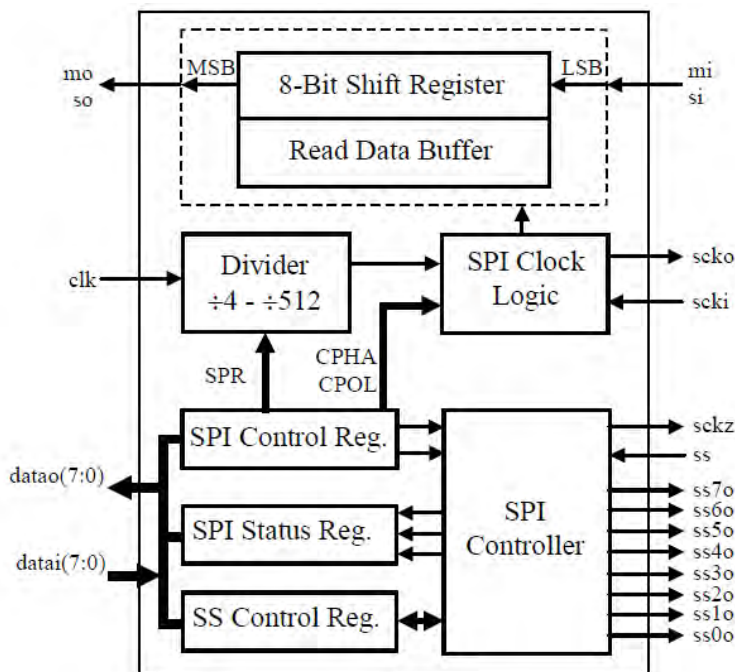 mo
so
MSB
8-Bit Shift Register
LSB
mi
si
Read Data Buffer
clk
Divider
÷4 - ÷512
SPI Clock
Logic
scko
scki
SPR
CPHA
CPOL
SPI Control Reg.
sckz
ss
datao(7:0)
SPI Status Reg.
SPI
Controller
datai(7:0)
SS Control Reg.
ss7o
ss6o
ss5o
ss4o
ss3o
ss2o
ss1o
ss0o